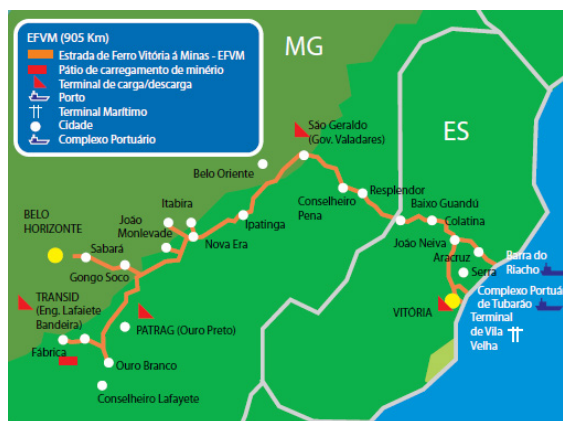 EFVM (905 Km)
Estrada de Ferro Vitória á Minas - EFVM
Pátio de carregamento de minério
Terminal de carga/descarga
Porto
Terminal Marítimo
Cidade
Complexo Portuário
MG
ES
São Geraldo
(Gov. Valadares)
Belo Oriente
Itabira
João
Monlevade
BELO
HORIZONTE
Sabará
Gongo Soco
Nova Era
Ipatinga
Conselheiro
Pena
Resplendor
Baixo Guandú
Colatina
João Neiva
Aracruz
Serra
Barra do
Riacho
Complexo Portuário
de Tubarão
VITÓRIA
Terminal
de Vila
Velha
TRANSID
(Eng. Lafaiete
Bandeira)
PATRAG (Ouro Preto)
Fábrica
Ouro Branco
Conselheiro Lafayete